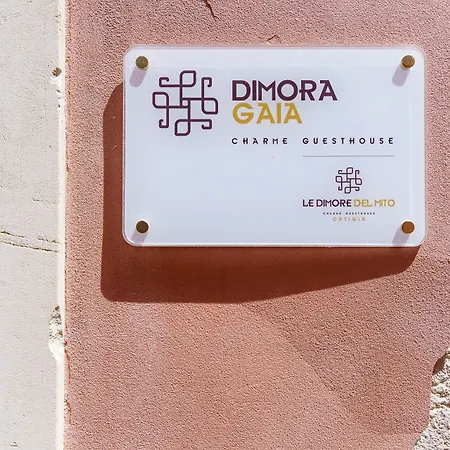 DIMORA
GAIA
CHARME GUESTHOUSE
LE DIMORE DEL MITO
CHARME GUESTHOUSE
ORTIGIA